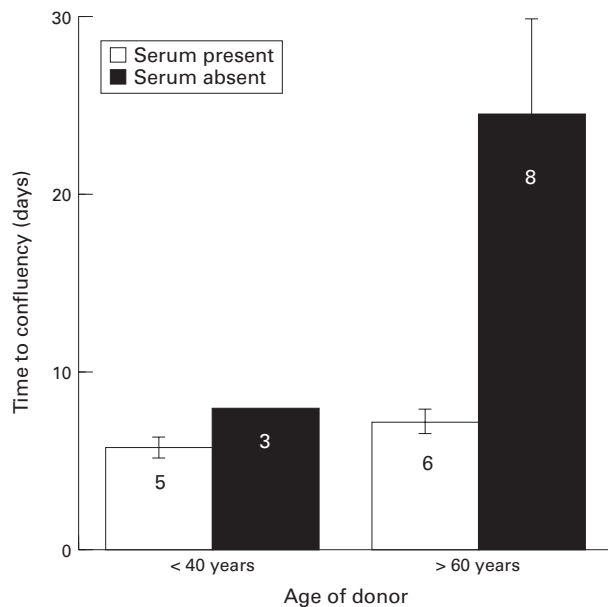 30
Serum present
Serum absent
20
10
0
Time to confluency (days)
5
3
6
8
< 40 years
> 60 years
Age of donor